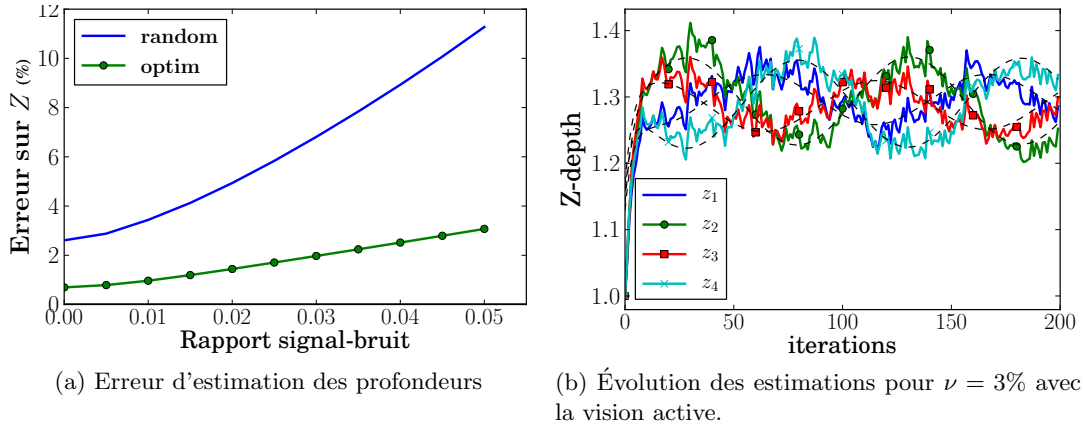 12
10
8
6
4
2
0
Erreur sur Z (%)
random
optim
0.00 0.01 0.02 0.03 0.04 0.05
Rapport signal-bruit
(a) Erreur d'estimation des profondeurs
1.4
1.3
1.2
1.1
1.0
Z-depth
z1
z2
z3
z4
0 50 100 150 200
iterations
(b) Évolution des estimations pour ν = 3% avec
la vision active.